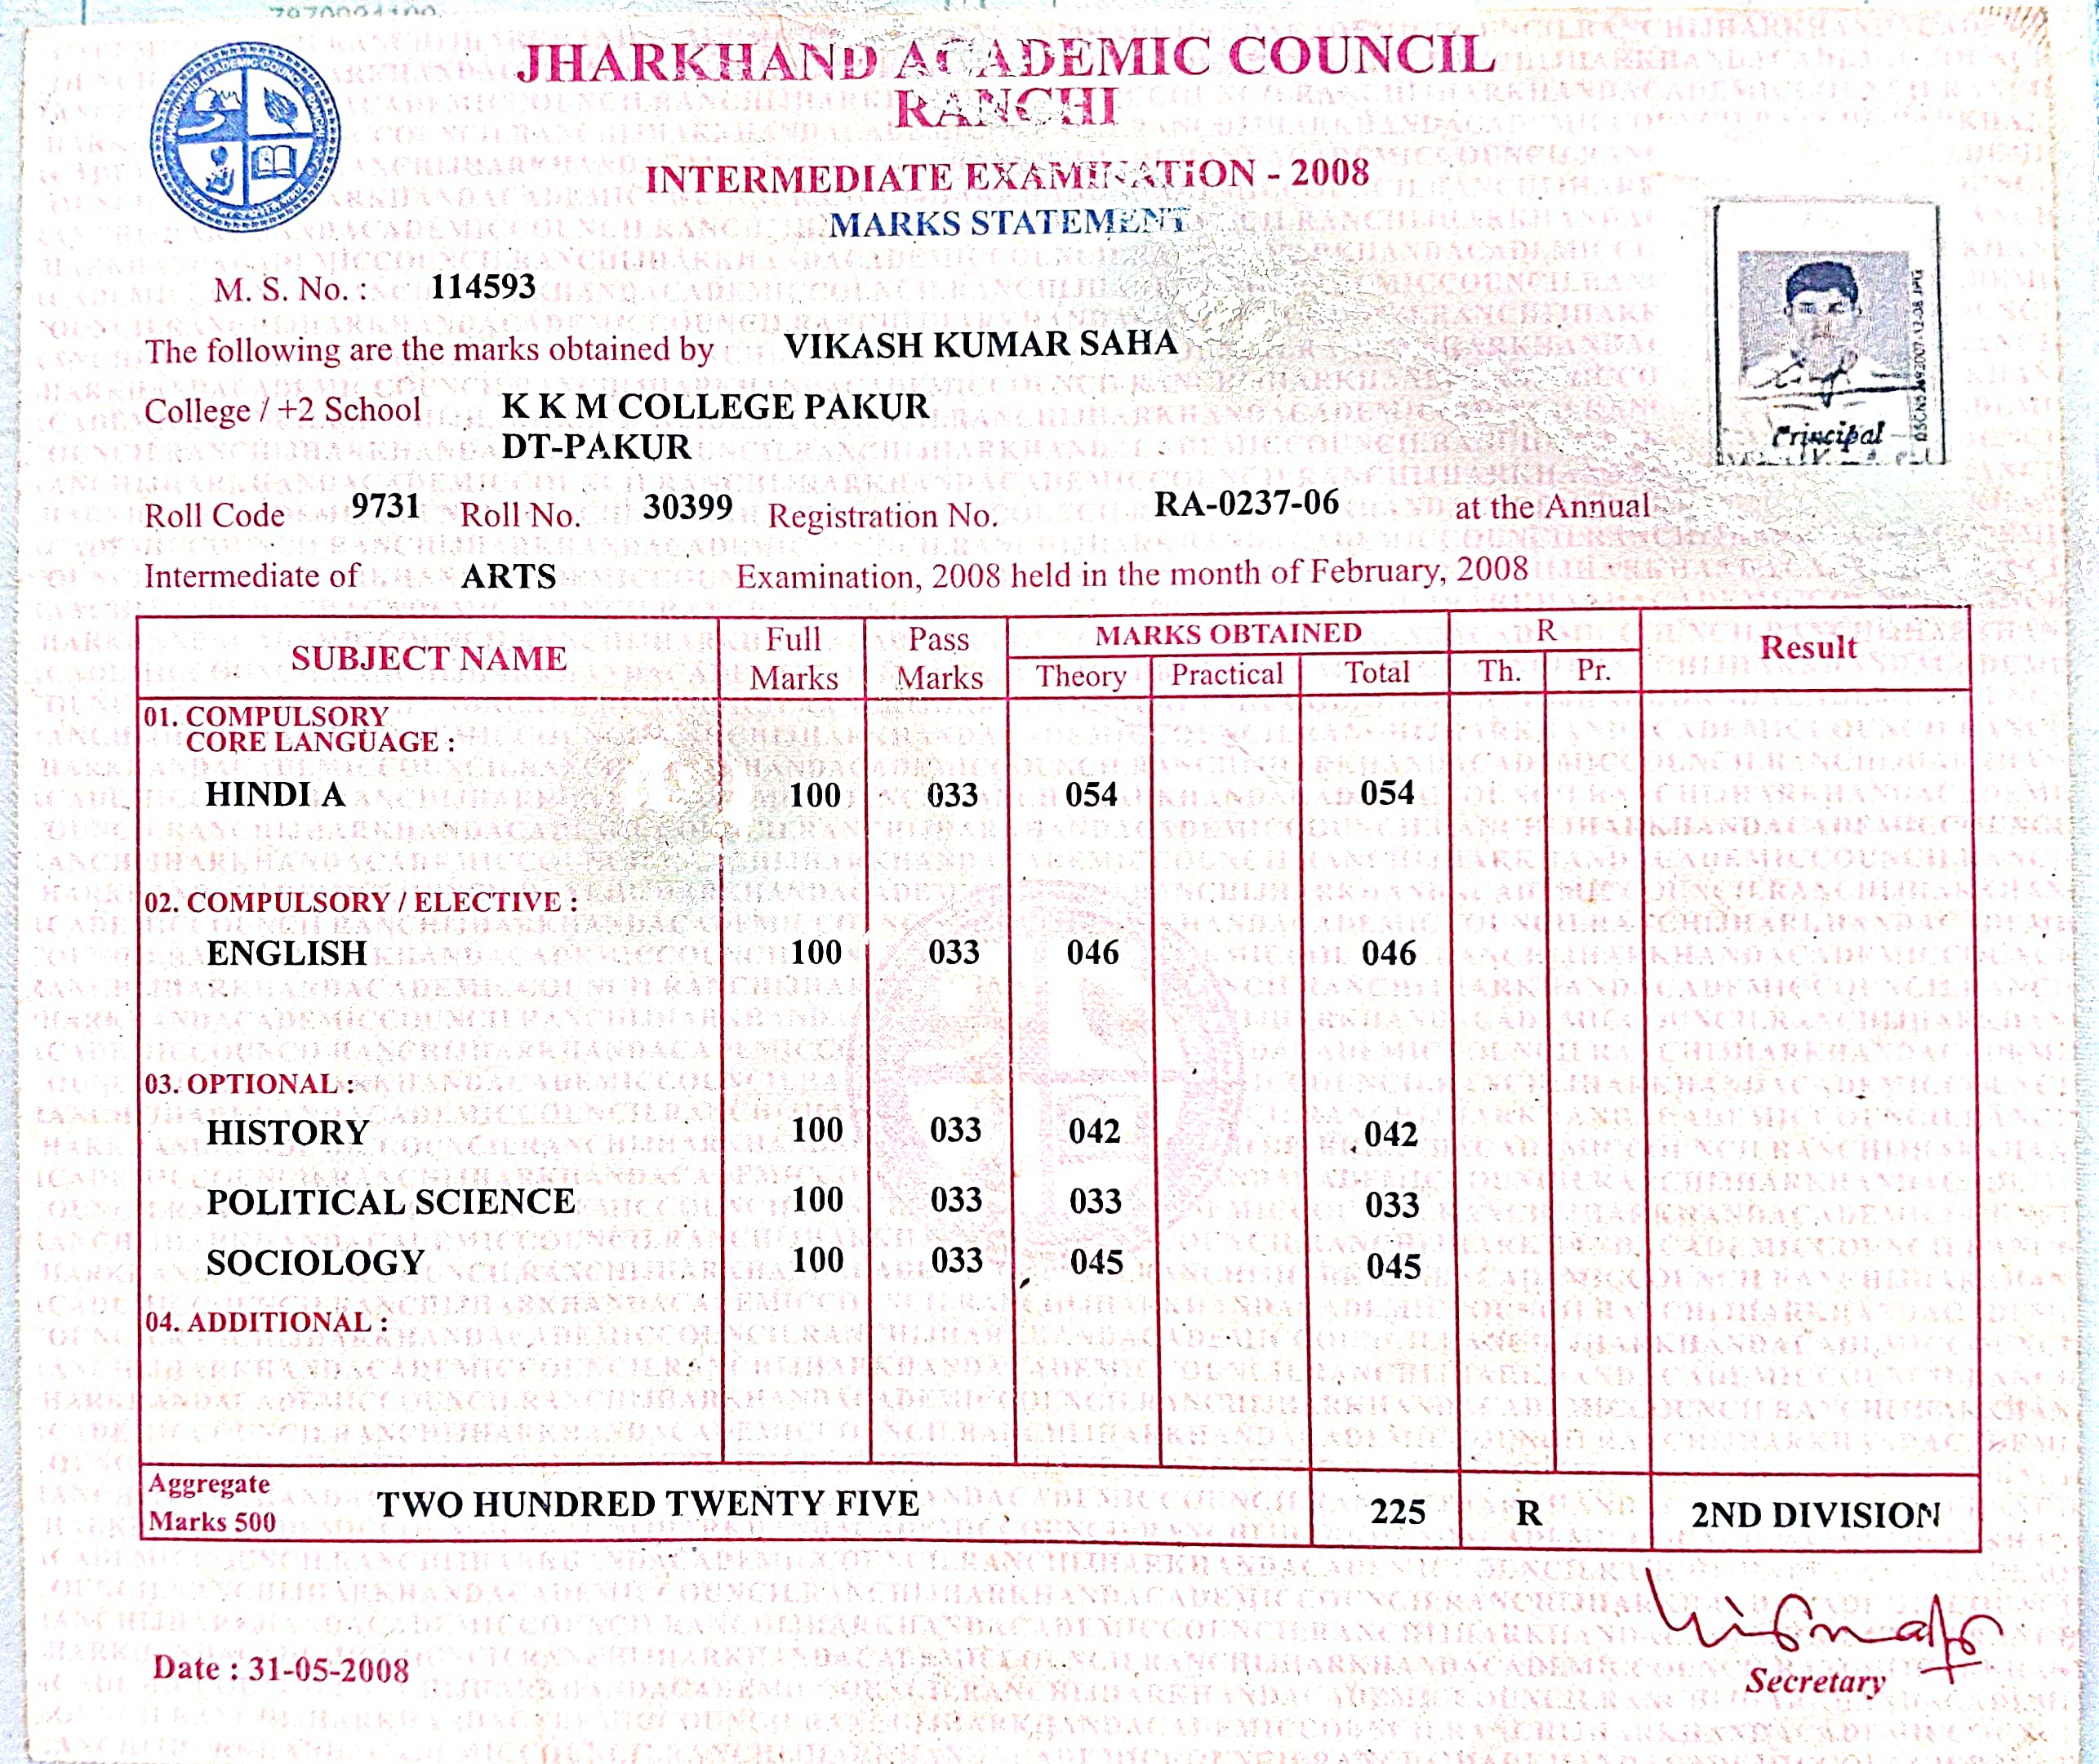 JHARKHAND ACADEMIC COUNCIL
RANCHI
INTERMEDIATE EXAMINATION - 2008
MARKS STATEMENT
M. S. No. : 114593
The following are the marks obtained by VIKASH KUMAR SAHA
College / +2 School K K M COLLEGE PAKUR
DT-PAKUR
Principal
Roll Code 9731 Roll No. 30399 Registration No. RA-0237-06 at the Annual
Intermediate of ARTS Examination, 2008 held in the month of February, 2008
SUBJECT NAME Full Marks Pass Marks MARKS OBTAINED R Result
Theory Practical Total Th. Pr.
01. COMPULSORY
CORE LANGUAGE :
HINDI A 100 033 054 054
02. COMPULSORY / ELECTIVE :
ENGLISH 100 033 046 046
03. OPTIONAL :
HISTORY 100 033 042 042
POLITICAL SCIENCE 100 033 033 033
SOCIOLOGY 100 033 045 045
04. ADDITIONAL :
Aggregate
Marks 500 TWO HUNDRED TWENTY FIVE 225 R 2ND DIVISION
Date : 31-05-2008
Secretary